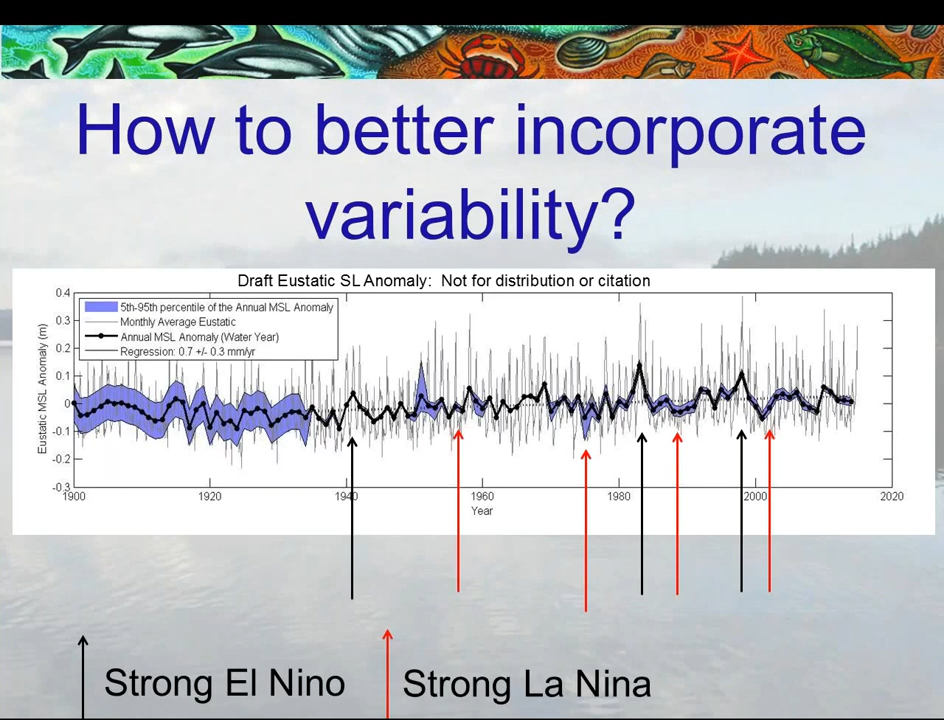 How to better incorporate
variability?
Draft Eustatic SL Anomaly: Not for distribution or citation
5th-95th percentile of the Annual MSL Anomaly
Monthly Average Eustatic
Annual MSL Anomaly (Water Year)
Regression: 0.7 +/- 0.3 mm/yr
Eustatic MSL Anomaly (m)
0.4
0.3
0.2
0.1
0
-0.1
-0.2
-0.3
1900 1920 1940 1960 1980 2000 2020
Year
Strong El Nino
Strong La Nina